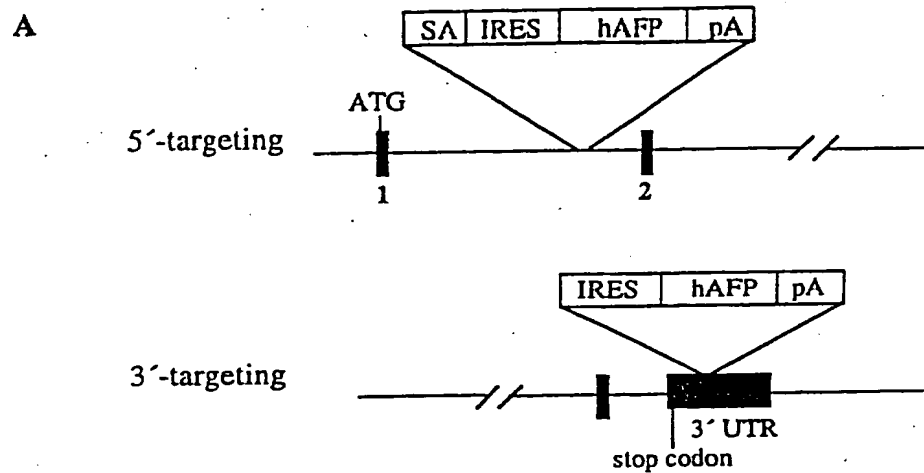 A
SA IRES hAFP pA
ATG
5´-targeting
1 2
IRES hAFP pA
3´-targeting
3´ UTR
stop codon